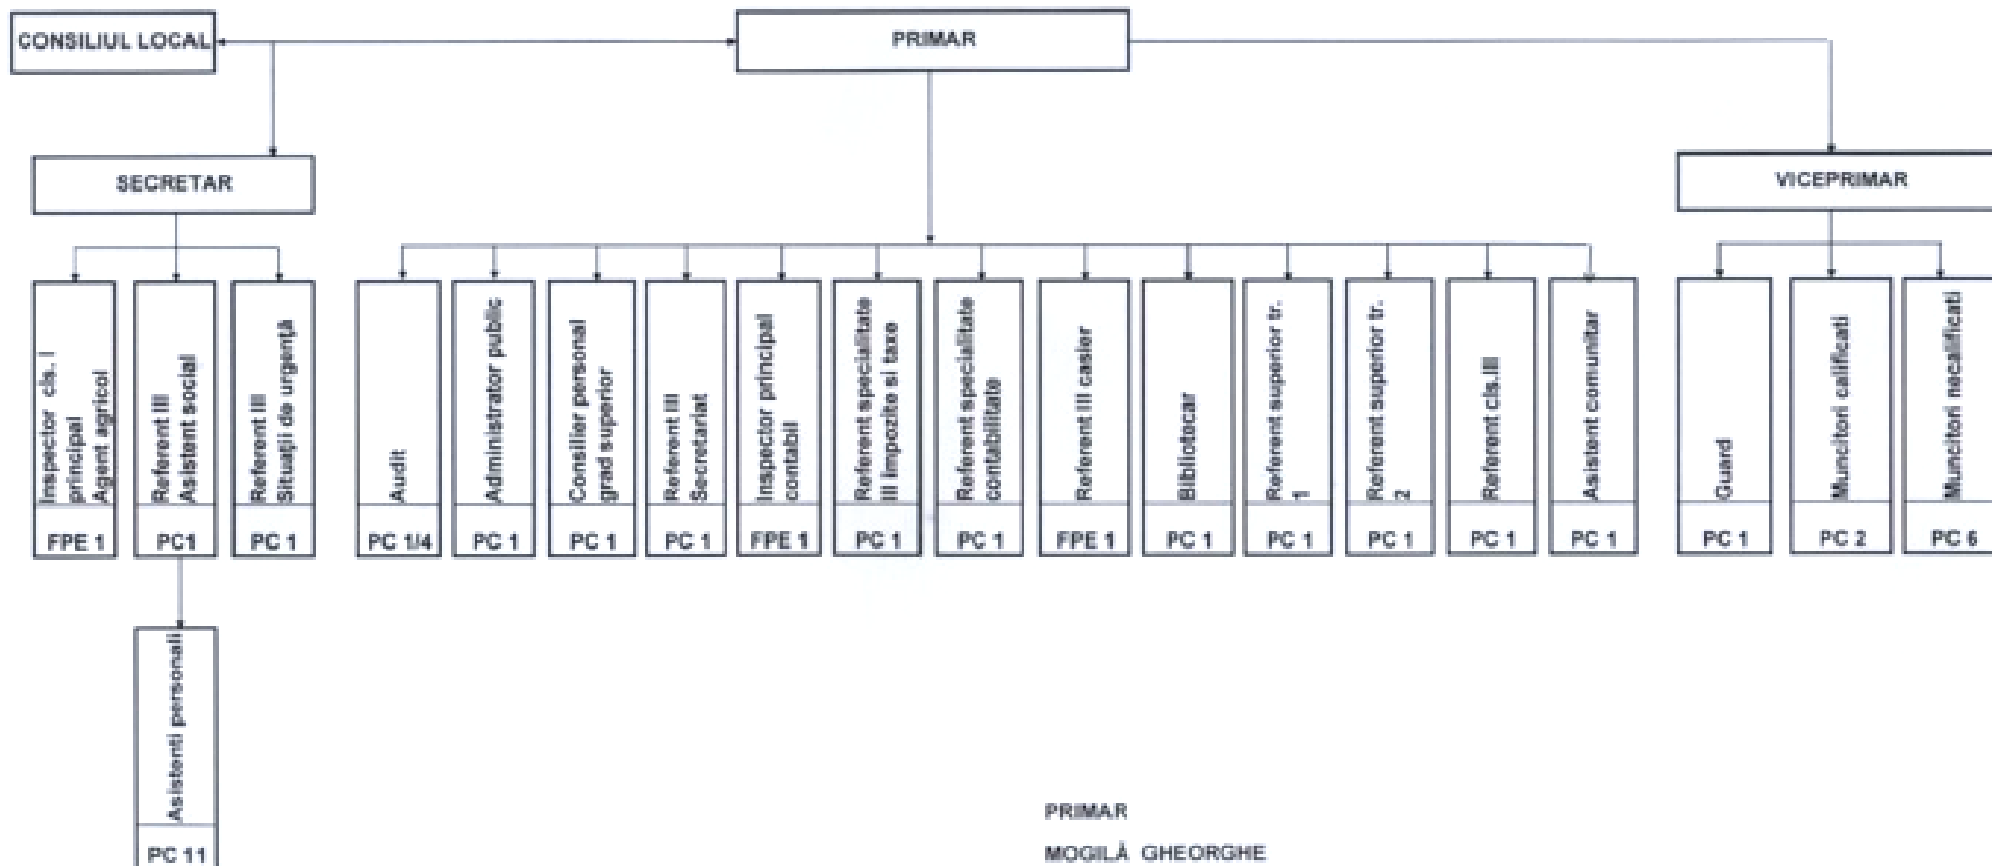 CONSILIUL LOCAL
PRIMAR
SECRETAR
VICEPRIMAR
Inspector cls. I
principal
Agent agricol
FPE 1
Referent III
Asistent social
PC1
Referent III
Situaţii de urgenţă
PC 1
Audit
PC 1/4
Administrator public
PC 1
Consilier personal
grad superior
PC 1
Referent III
Secretariat
PC 1
Inspector principal
contabil
FPE 1
Referent specialitate
III impozite si taxe
PC 1
Referent specialitate
contabilitate
PC 1
Referent III casier
FPE 1
Bibliotecar
PC 1
Referent superior tr.
1
PC 1
Referent superior tr.
2
PC 1
Referent cls.III
PC 1
Asistent comunitar
PC 1
Guard
PC 1
Muncitori calificati
PC 2
Muncitori necalificati
PC 6
Asistenti personali
PC 11
PRIMAR
MOGILĂ GHEORGHE